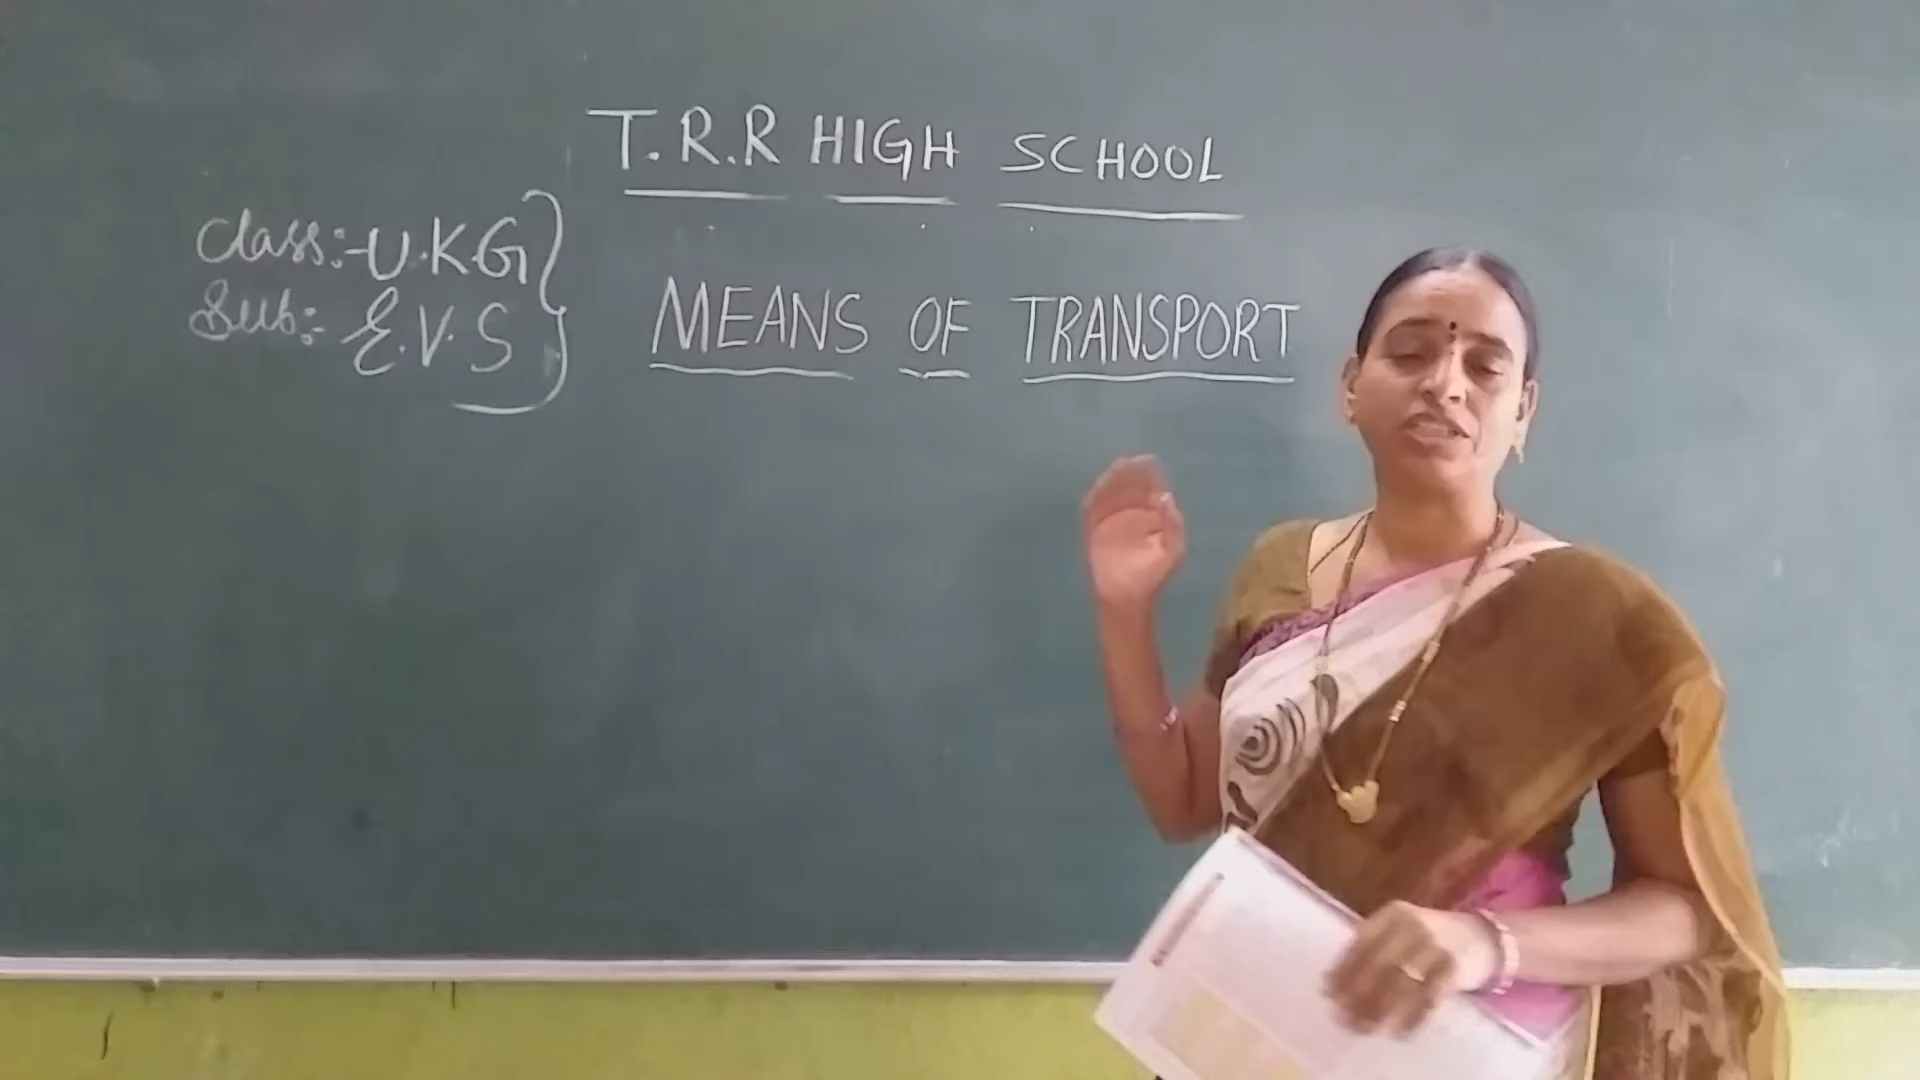 T.R.R HIGH SCHOOL
Class:-U.K.G
Sub:- E.V.S
MEANS OF TRANSPORT